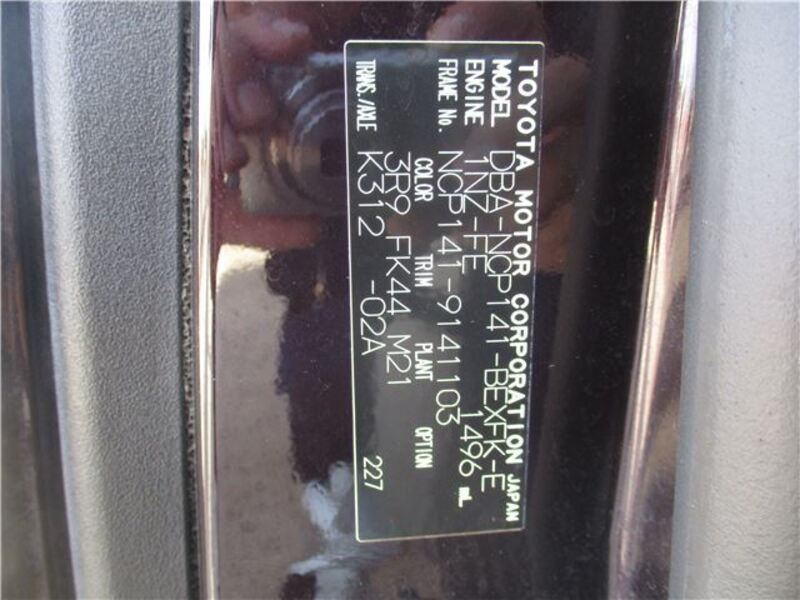 TOYOTA MOTOR CORPORATION JAPAN
MODEL DBA-NCP141-BEXFK-E
ENGINE 1NZ-FE 1496 mL
FRAME No. NCP141-9141103
COLOR TRIM PLANT OPTION
3R9 FK44 M21
TRANS./AXLE K312 -02A 227